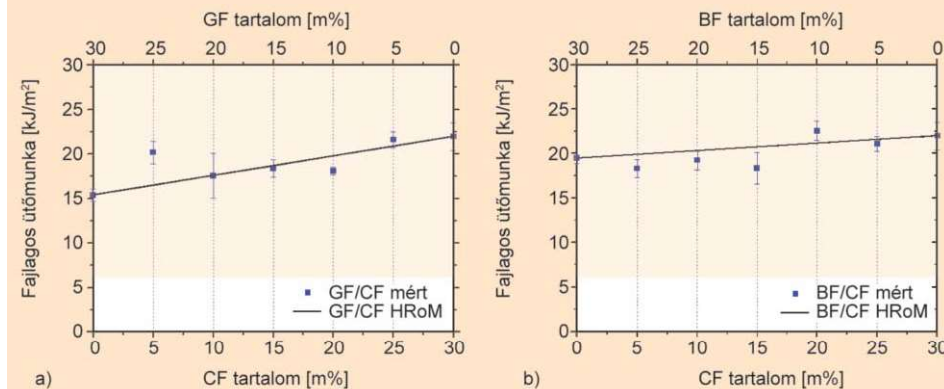 GF tartalom [m%]
30 25 20 15 10 5 0
Fajlagos ütőmunka [kJ/m²]
30
25
20
15
10
5
0
GF/CF mért
GF/CF HRoM
0 5 10 15 20 25 30
a)
CF tartalom [m%]
BF tartalom [m%]
30 25 20 15 10 5 0
Fajlagos ütőmunka [kJ/m²]
30
25
20
15
10
5
0
BF/CF mért
BF/CF HRoM
0 5 10 15 20 25 30
b)
CF tartalom [m%]